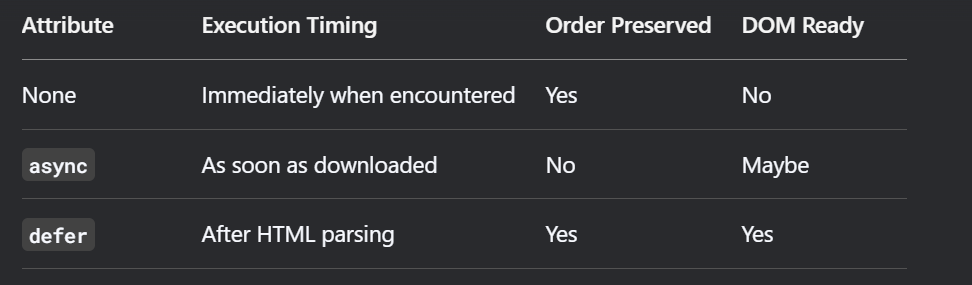 Attribute Execution Timing Order Preserved DOM Ready
None Immediately when encountered Yes No
async As soon as downloaded No Maybe
defer After HTML parsing Yes Yes